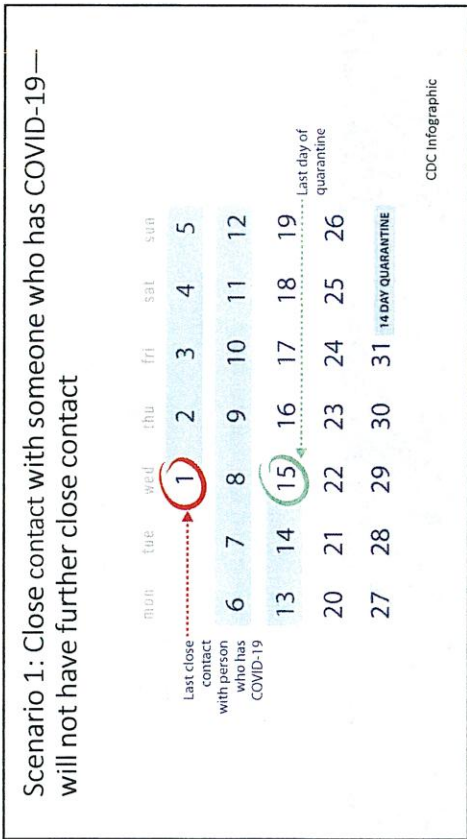 Scenario 1: Close contact with someone who has COVID-19—
will not have further close contact
mon tue wed thu fri sat sun
Last close
contact
with person
who has
COVID-19
1 2 3 4 5
6 7 8 9 10 11 12
13 14 15 16 17 18 19
Last day of
quarantine
20 21 22 23 24 25 26
27 28 29 30 31 14 DAY QUARANTINE
CDC Infographic